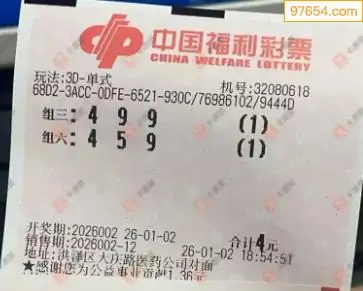 97654.com
中国福利彩票
CHINA WELFARE LOTTERY
玩法:3D-单式 机号:32080618
68D2-3ACC-0DFE-6521-930C/76986102/9444D
组三: 4 9 9 (1)
组六: 4 5 9 (1)
开奖期:2026002 26-01-02 合计4元
销售期:2026002-12 26-01-02 18:54:51
地址:洪泽区大庆路医药公司对面
★感谢您为公益事业贡献1.36元